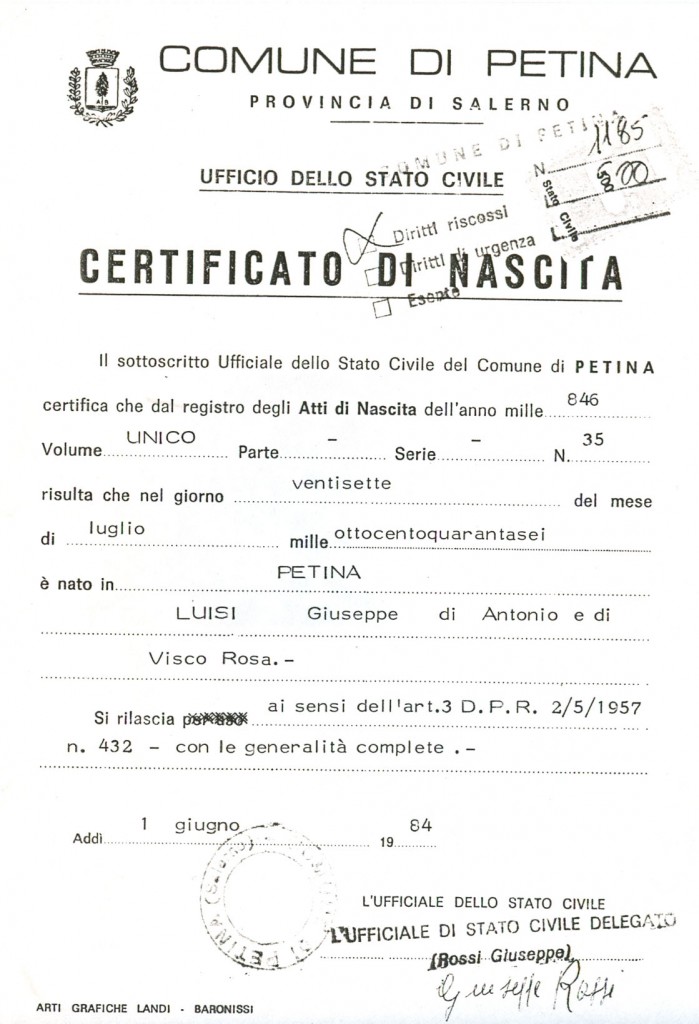 COMUNE DI PETINA
PROVINCIA DI SALERNO
COMUNE DI PETINA
N. 1185
Stato Civile
500
L.
UFFICIO DELLO STATO CIVILE
Diritti riscossi
Diritti di urgenza
Esente
CERTIFICATO DI NASCITA
Il sottoscritto Ufficiale dello Stato Civile del Comune di PETINA
certifica che dal registro degli Atti di Nascita dell'anno mille 846
Volume UNICO Parte – Serie – N. 35
risulta che nel giorno ventisette del mese
di luglio mille ottocentoquarantasei
è nato in PETINA
LUISI Giuseppe di Antonio e di
Visco Rosa.-
Si rilascia ai sensi dell'art.3 D.P.R. 2/5/1957
n. 432 - con le generalità complete .-
Addì 1 giugno 19 84
DI PETINA
L'UFFICIALE DELLO STATO CIVILE
L'UFFICIALE DI STATO CIVILE DELEGATO
(Rossi Giuseppe)
Giuseppe Rossi
ARTI GRAFICHE LANDI - BARONISSI